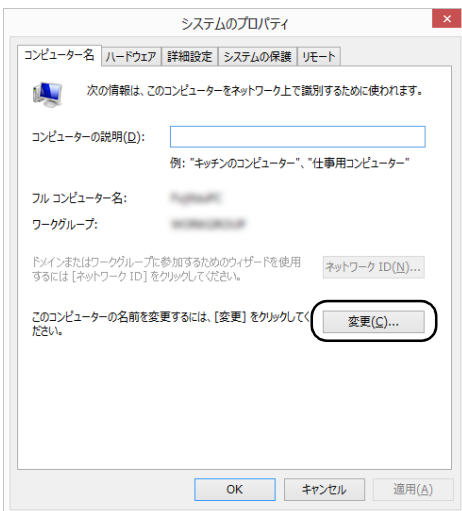 システムのプロパティ
コンピューター名 ハードウェア 詳細設定 システムの保護 リモート
次の情報は、このコンピューターをネットワーク上で識別するために使われます。
コンピューターの説明(D):
例: "キッチンのコンピューター"、"仕事用コンピューター"
フル コンピューター名:
ワークグループ:
ドメインまたはワークグループに参加するためのウィザードを使用
するには [ネットワーク ID] をクリックしてください。
ネットワーク ID(N)...
このコンピューターの名前を変更するには、[変更] をクリックしてく
ださい。
変更(C)...
OK キャンセル 適用(A)